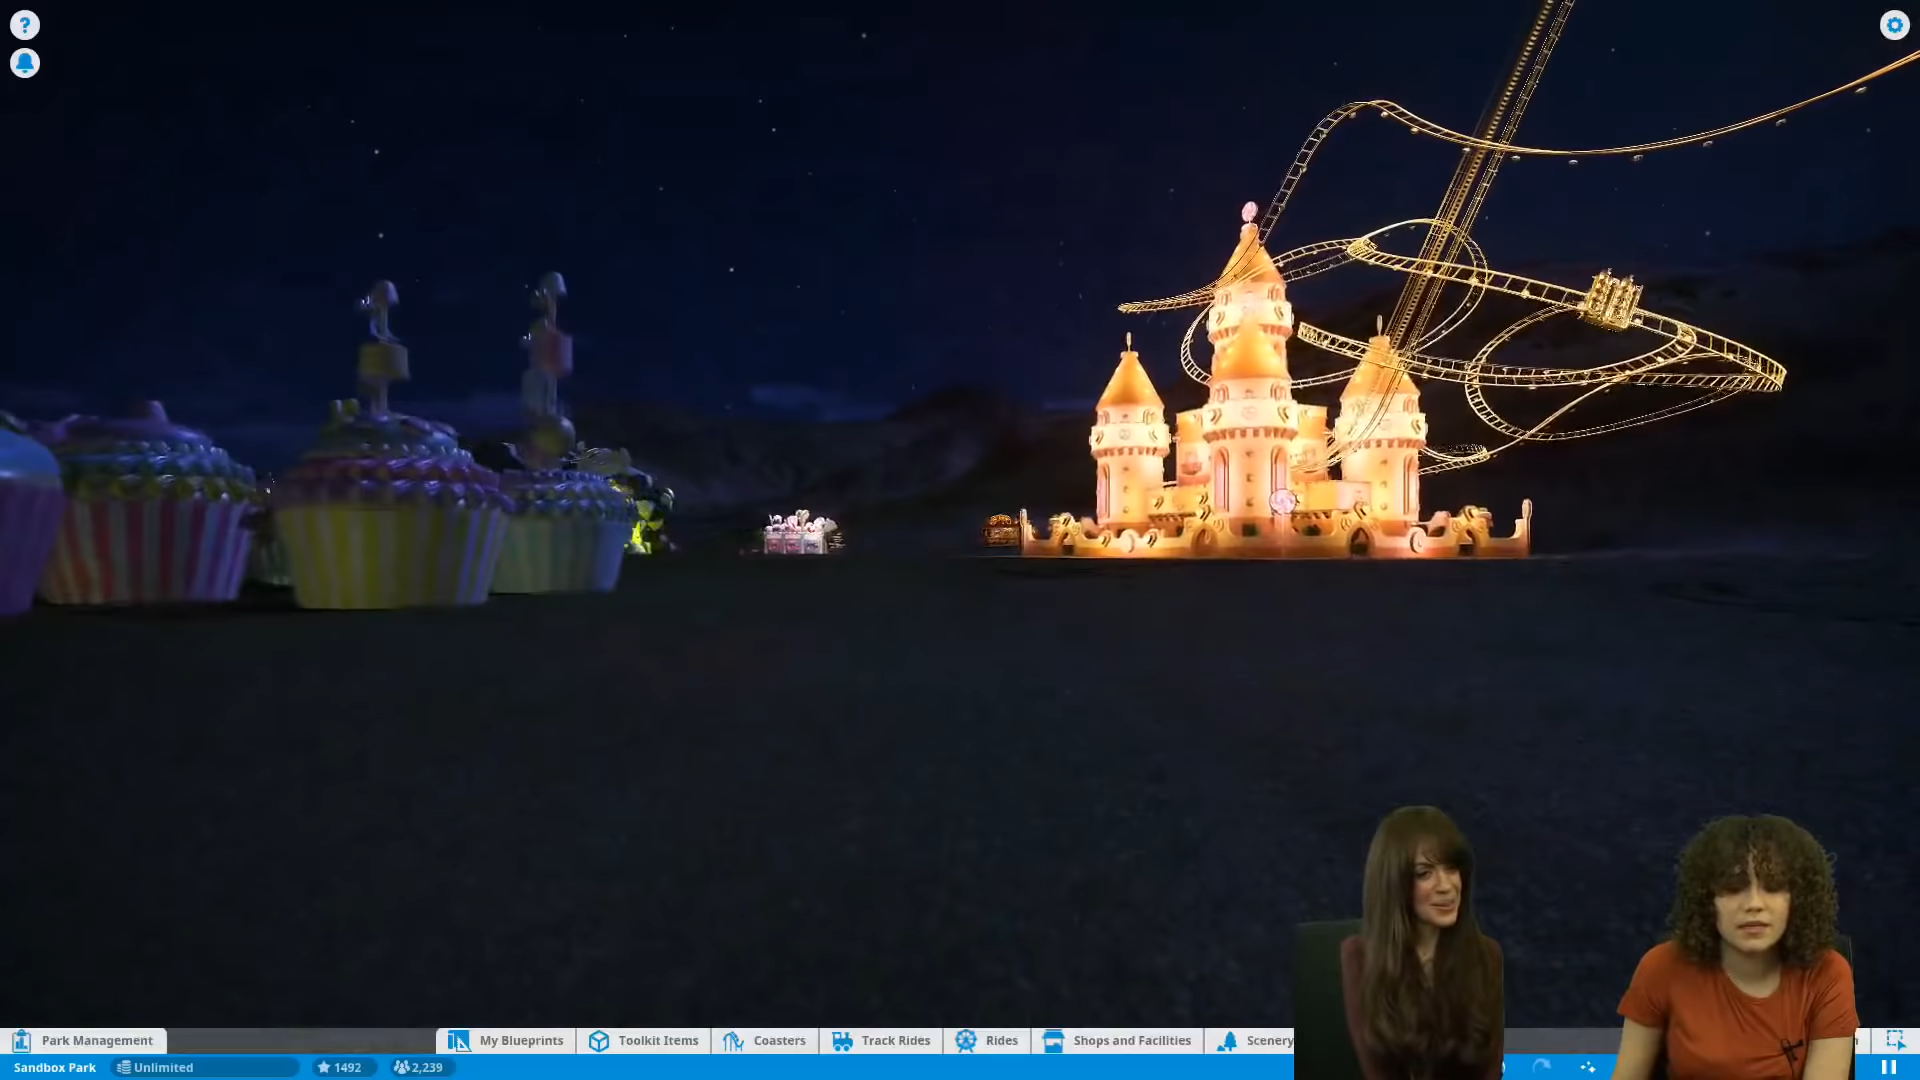 ?
Park Management
My Blueprints
Toolkit Items
Coasters
Track Rides
Rides
Shops and Facilities
Scenery
Sandbox Park
Unlimited
1492
2,239